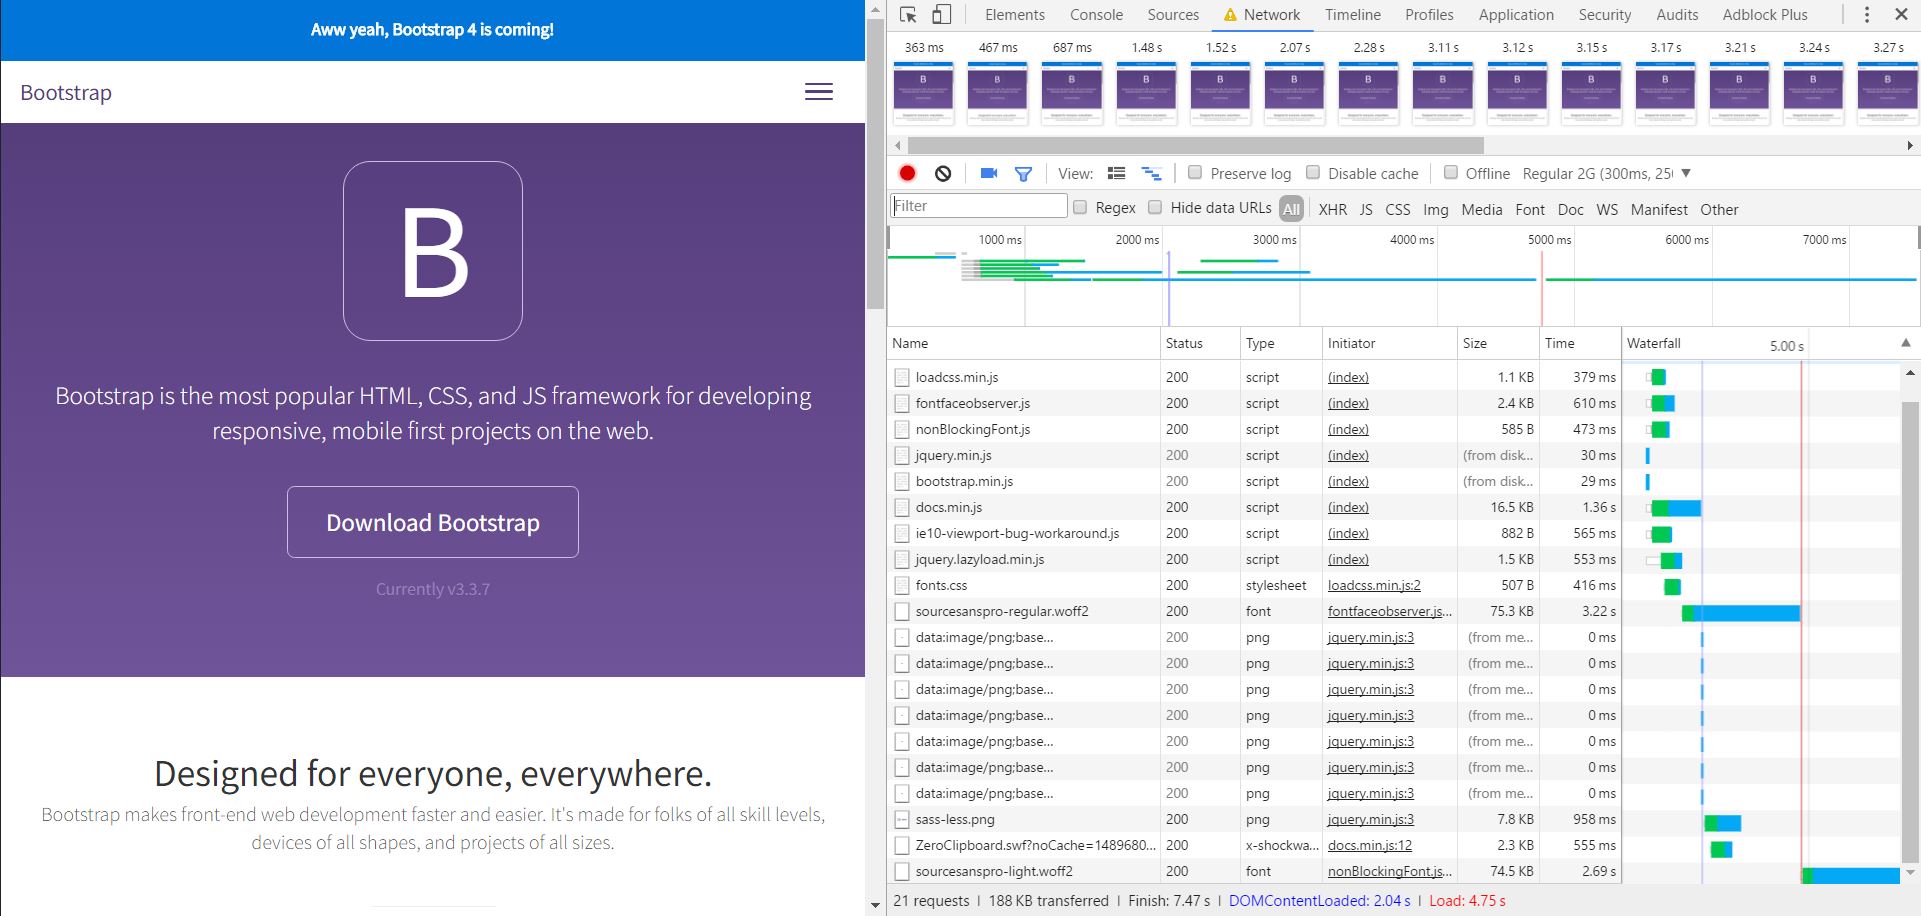 Aww yeah, Bootstrap 4 is coming!
Bootstrap
B
Bootstrap is the most popular HTML, CSS, and JS framework for developing
responsive, mobile first projects on the web.
Download Bootstrap
Currently v3.3.7
Designed for everyone, everywhere.
Bootstrap makes front-end web development faster and easier. It's made for folks of all skill levels,
devices of all shapes, and projects of all sizes.
Elements Console Sources Network Timeline Profiles Application Security Audits Adblock Plus
363 ms 467 ms 687 ms 1.48 s 1.52 s 2.07 s 2.28 s 3.11 s 3.12 s 3.15 s 3.17 s 3.21 s 3.24 s 3.27 s
B B B B B B B B B B B B B B
View: Preserve log Disable cache Offline Regular 2G (300ms, 25
Filter Regex Hide data URLs All XHR JS CSS Img Media Font Doc WS Manifest Other
1000 ms 2000 ms 3000 ms 4000 ms 5000 ms 6000 ms 7000 ms
Name Status Type Initiator Size Time Waterfall 5.00 s
loadcss.min.js 200 script (index) 1.1 KB 379 ms
fontfaceobserver.js 200 script (index) 2.4 KB 610 ms
nonBlockingFont.js 200 script (index) 585 B 473 ms
jquery.min.js 200 script (index) (from disk... 30 ms
bootstrap.min.js 200 script (index) (from disk... 29 ms
docs.min.js 200 script (index) 16.5 KB 1.36 s
ie10-viewport-bug-workaround.js 200 script (index) 882 B 565 ms
jquery.lazyload.min.js 200 script (index) 1.5 KB 553 ms
fonts.css 200 stylesheet loadcss.min.js:2 507 B 416 ms
sourcesanspro-regular.woff2 200 font fontfaceobserver.js... 75.3 KB 3.22 s
data:image/png;base... 200 png jquery.min.js:3 (from me... 0 ms
data:image/png;base... 200 png jquery.min.js:3 (from me... 0 ms
data:image/png;base... 200 png jquery.min.js:3 (from me... 0 ms
data:image/png;base... 200 png jquery.min.js:3 (from me... 0 ms
data:image/png;base... 200 png jquery.min.js:3 (from me... 0 ms
data:image/png;base... 200 png jquery.min.js:3 (from me... 0 ms
data:image/png;base... 200 png jquery.min.js:3 (from me... 0 ms
sass-less.png 200 png jquery.min.js:3 7.8 KB 958 ms
ZeroClipboard.swf?noCache=1489680... 200 x-shockwa... docs.min.js:12 2.3 KB 555 ms
sourcesanspro-light.woff2 200 font nonBlockingFont.js... 74.5 KB 2.69 s
21 requests | 188 KB transferred | Finish: 7.47 s | DOMContentLoaded: 2.04 s | Load: 4.75 s